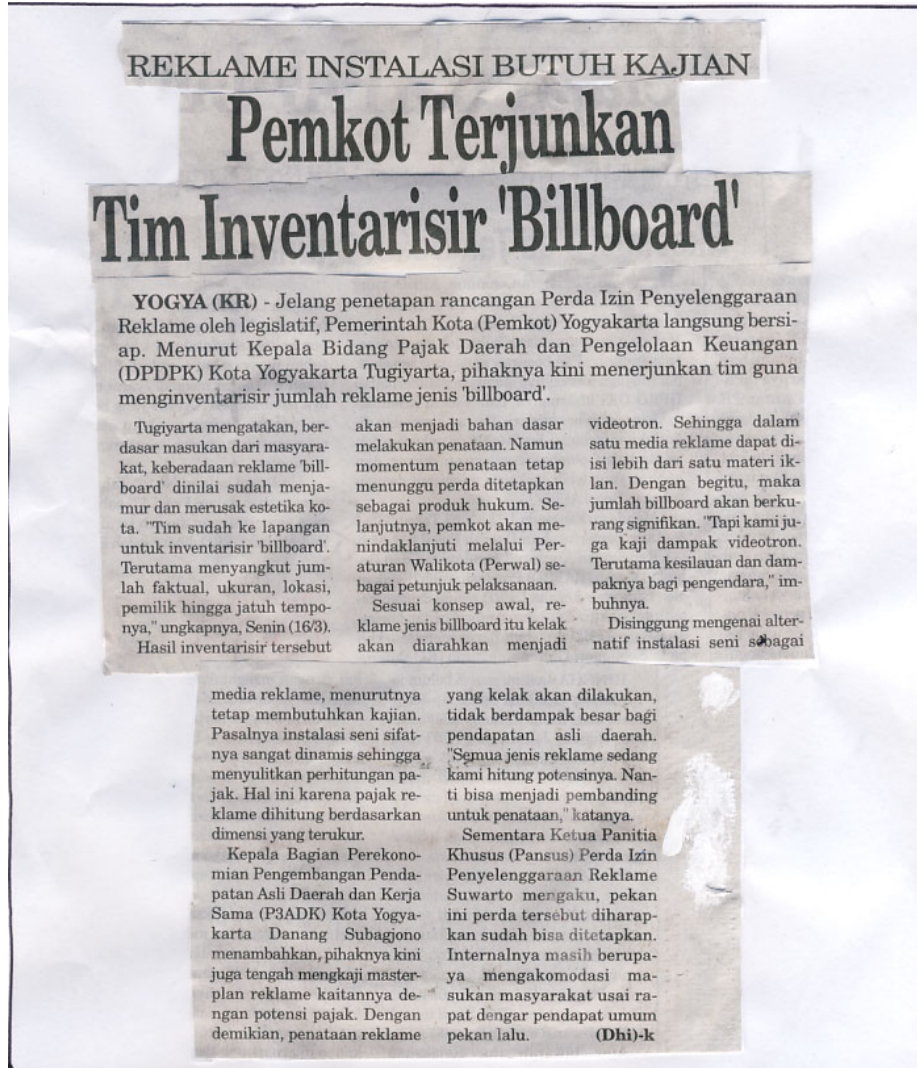 REKLAME INSTALASI BUTUH KAJIAN
Pemkot Terjunkan
Tim Inventarisir 'Billboard'
YOGYA (KR) - Jelang penetapan rancangan Perda Izin Penyelenggaraan
Reklame oleh legislatif, Pemerintah Kota (Pemkot) Yogyakarta langsung bersi-
ap. Menurut Kepala Bidang Pajak Daerah dan Pengelolaan Keuangan
(DPDPK) Kota Yogyakarta Tugiyarta, pihaknya kini menerjunkan tim guna
menginventarisir jumlah reklame jenis 'billboard'.
Tugiyarta mengatakan, ber-
dasar masukan dari masyara-
kat, keberadaan reklame 'bill-
board' dinilai sudah menja-
mur dan merusak estetika ko-
ta. "Tim sudah ke lapangan
untuk inventarisir 'billboard'.
Terutama menyangkut jum-
lah faktual, ukuran, lokasi,
pemilik hingga jatuh tempo-
nya," ungkapnya, Senin (16/3).
Hasil inventarisir tersebut
akan menjadi bahan dasar
melakukan penataan. Namun
momentum penataan tetap
menunggu perda ditetapkan
sebagai produk hukum. Se-
lanjutnya, pemkot akan me-
nindaklanjuti melalui Per-
aturan Walikota (Perwal) se-
bagai petunjuk pelaksanaan.
Sesuai konsep awal, re-
klame jenis billboard itu kelak
akan diarahkan menjadi
videotron. Sehingga dalam
satu media reklame dapat di-
isi lebih dari satu materi ik-
lan. Dengan begitu, maka
jumlah billboard akan berku-
rang signifikan. "Tapi kami ju-
ga kaji dampak videotron.
Terutama kesilauan dan dam-
paknya bagi pengendara," im-
buhnya.
Disinggung mengenai alter-
natif instalasi seni sebagai
media reklame, menurutnya
tetap membutuhkan kajian.
Pasalnya instalasi seni sifat-
nya sangat dinamis sehingga
menyulitkan perhitungan pa-
jak. Hal ini karena pajak re-
klame dihitung berdasarkan
dimensi yang terukur.
Kepala Bagian Perekono-
mian Pengembangan Penda-
patan Asli Daerah dan Kerja
Sama (P3ADK) Kota Yogya-
karta Danang Subagjono
menambahkan, pihaknya kini
juga tengah mengkaji master-
plan reklame kaitannya de-
ngan potensi pajak. Dengan
demikian, penataan reklame
yang kelak akan dilakukan,
tidak berdampak besar bagi
pendapatan asli daerah.
"Semua jenis reklame sedang
kami hitung potensinya. Nan-
ti bisa menjadi pembanding
untuk penataan," katanya.
Sementara Ketua Panitia
Khusus (Pansus) Perda Izin
Penyelenggaraan Reklame
Suwarto mengaku, pekan
ini perda tersebut diharap-
kan sudah bisa ditetapkan.
Internalnya masih berupa-
ya mengakomodasi ma-
sukan masyarakat usai ra-
pat dengar pendapat umum
pekan lalu. (Dhi)-k